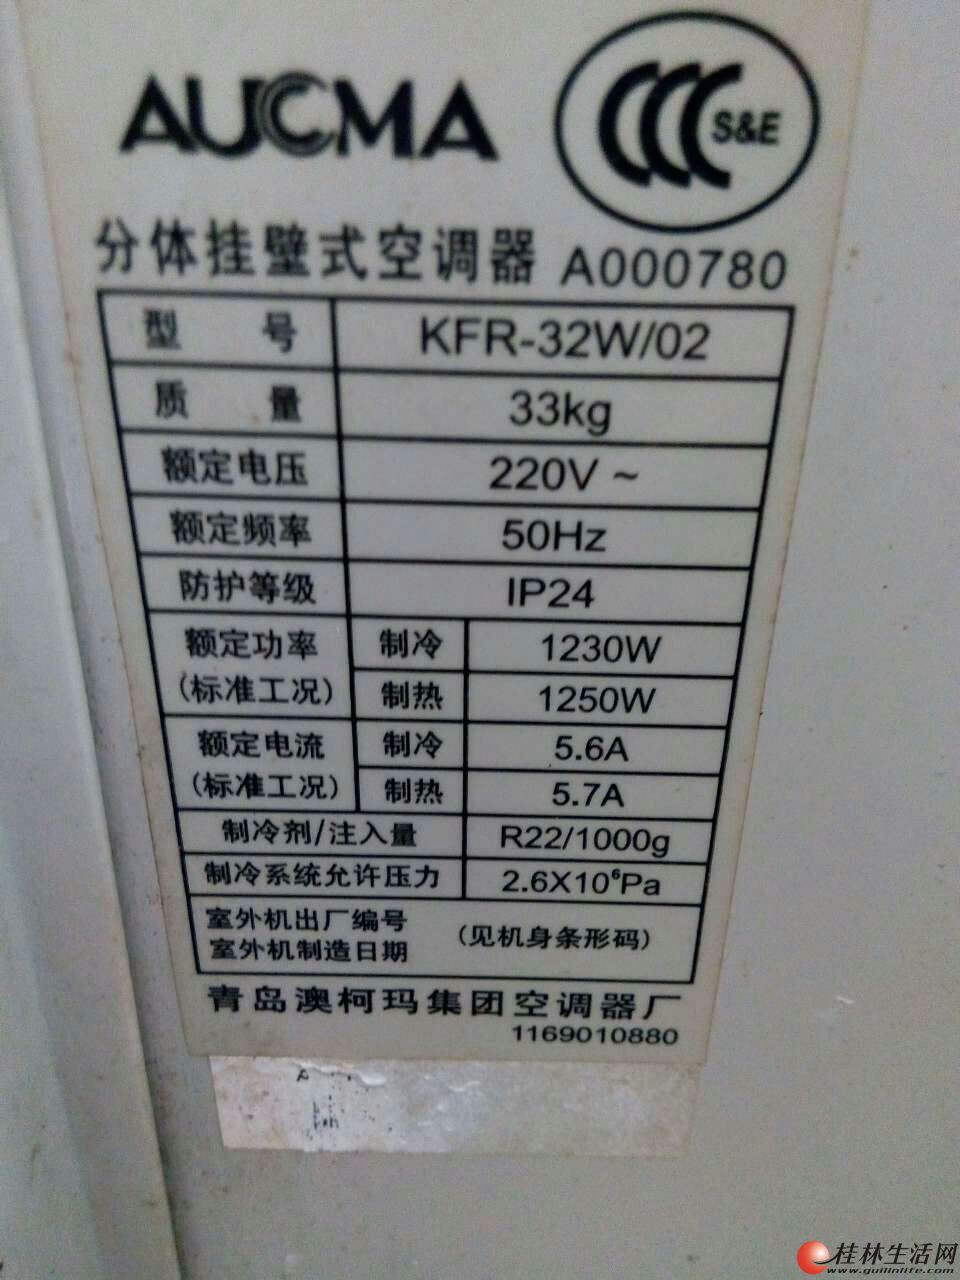 AUCMA
CCC S&E
分体挂壁式空调器 A000780
型 号 KFR-32W/02
质 量 33kg
额定电压 220V ~
额定频率 50Hz
防护等级 IP24
额定功率 制冷 1230W
(标准工况) 制热 1250W
额定电流 制冷 5.6A
(标准工况) 制热 5.7A
制冷剂/注入量 R22/1000g
制冷系统允许压力 2.6X10⁶Pa
室外机出厂编号
室外机制造日期 (见机身条形码)
青岛澳柯玛集团空调器厂
1169010880
桂林生活网
www.guilinlife.com